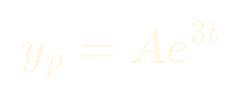 y_p = Ae^{3t}